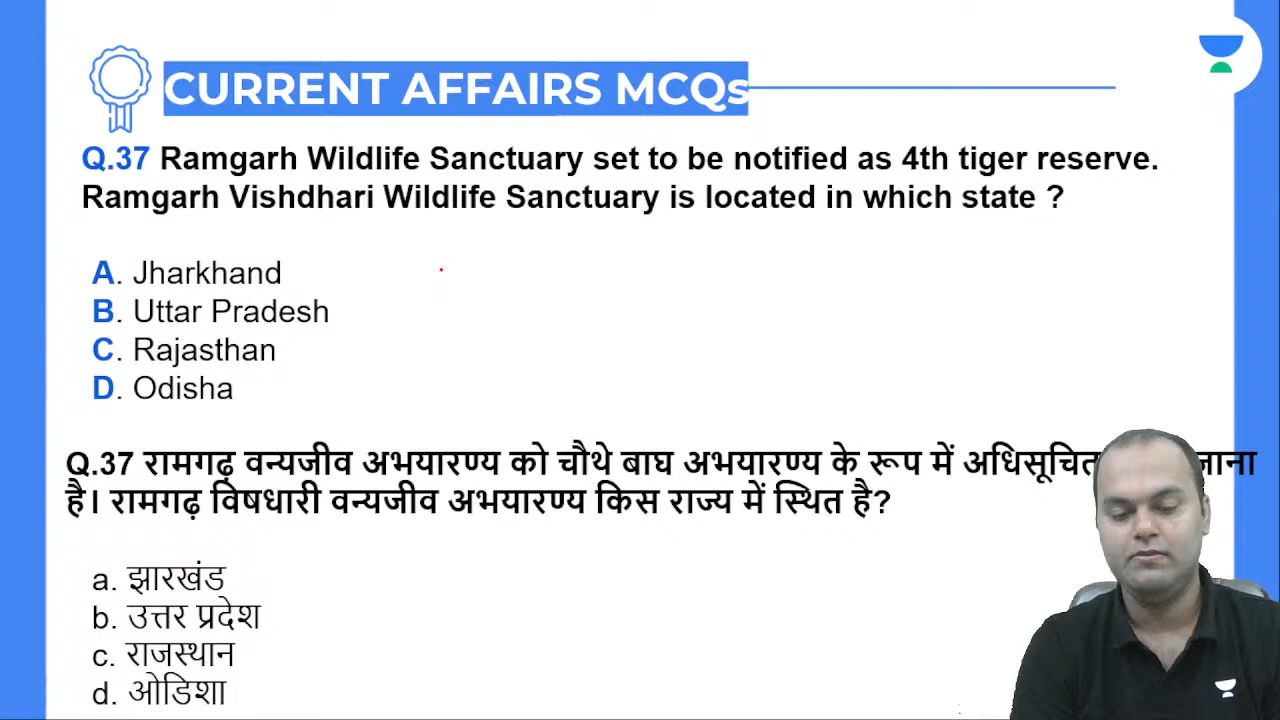 CURRENT AFFAIRS MCQs
Q.37 Ramgarh Wildlife Sanctuary set to be notified as 4th tiger reserve.
Ramgarh Vishdhari Wildlife Sanctuary is located in which state ?
A. Jharkhand
B. Uttar Pradesh
C. Rajasthan
D. Odisha
Q.37 रामगढ़ वन्यजीव अभयारण्य को चौथे बाघ अभयारण्य के रूप में अधिसूचित जाना
है। रामगढ़ विषधारी वन्यजीव अभयारण्य किस राज्य में स्थित है?
a. झारखंड
b. उत्तर प्रदेश
c. राजस्थान
d. ओडिशा